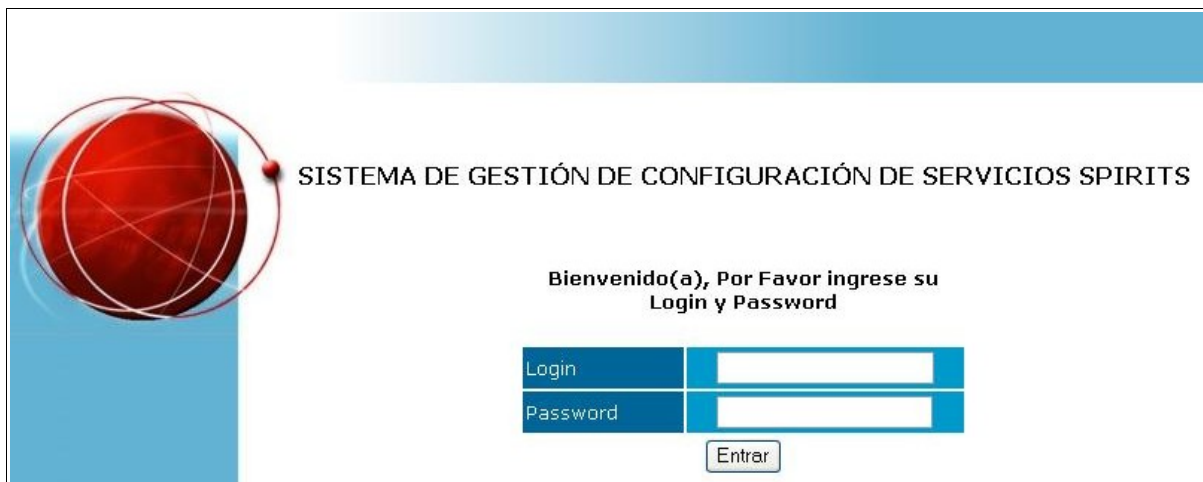 SISTEMA DE GESTIÓN DE CONFIGURACIÓN DE SERVICIOS SPIRITS
Bienvenido(a), Por Favor ingrese su
Login y Password
Login
Password
Entrar